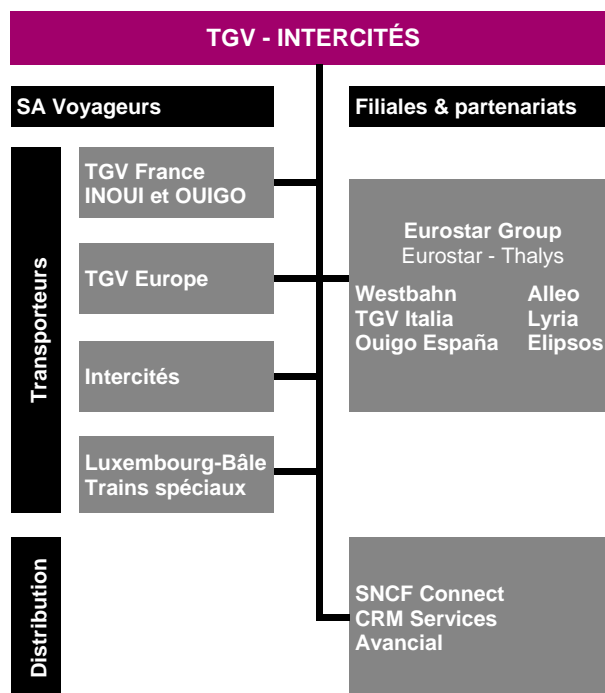 TGV - INTERCITÉS
SA Voyageurs
Filiales & partenariats
Transporteurs
TGV France
INOUI et OUIGO
TGV Europe
Intercités
Luxembourg-Bâle
Trains spéciaux
Eurostar Group
Eurostar - Thalys
Westbahn Alleo
TGV Italia Lyria
Ouigo España Elipsos
Distribution
SNCF Connect
CRM Services
Avancial